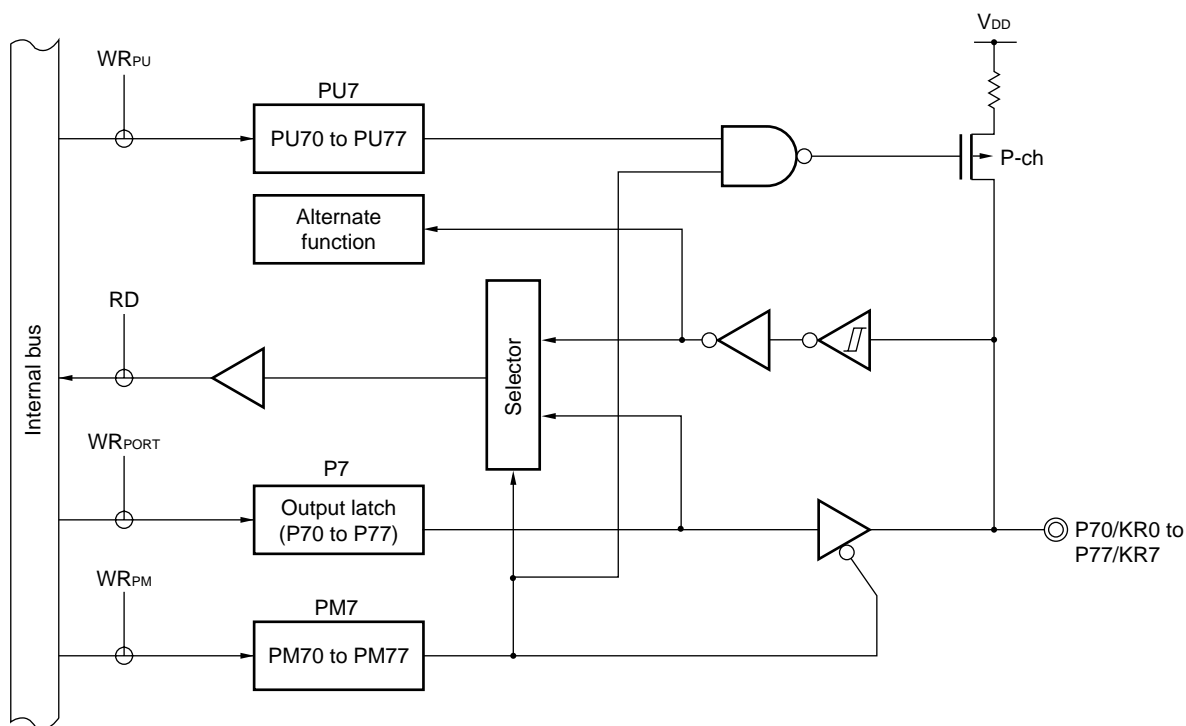 VDD
WRPU
PU7
PU70 to PU77
P-ch
Alternate
function
RD
Selector
Internal bus
WRPORT
P7
Output latch
(P70 to P77)
P70/KR0 to
P77/KR7
WRPM
PM7
PM70 to PM77